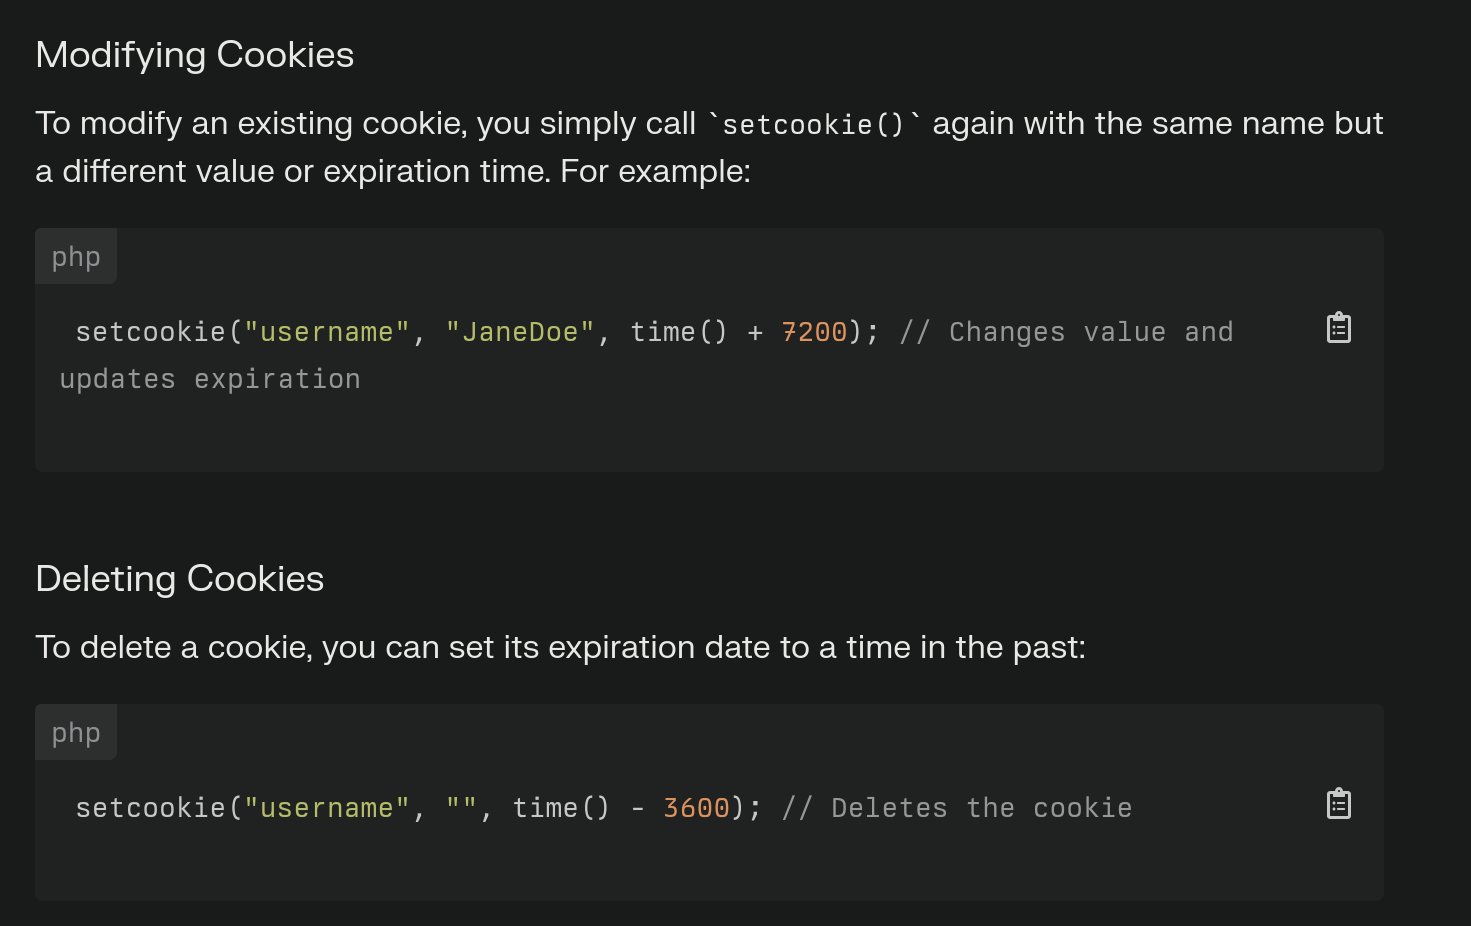 Modifying Cookies
To modify an existing cookie, you simply call `setcookie()` again with the same name but
a different value or expiration time. For example:
php
setcookie("username", "JaneDoe", time() + 7200); // Changes value and
updates expiration
Deleting Cookies
To delete a cookie, you can set its expiration date to a time in the past:
php
setcookie("username", "", time() - 3600); // Deletes the cookie